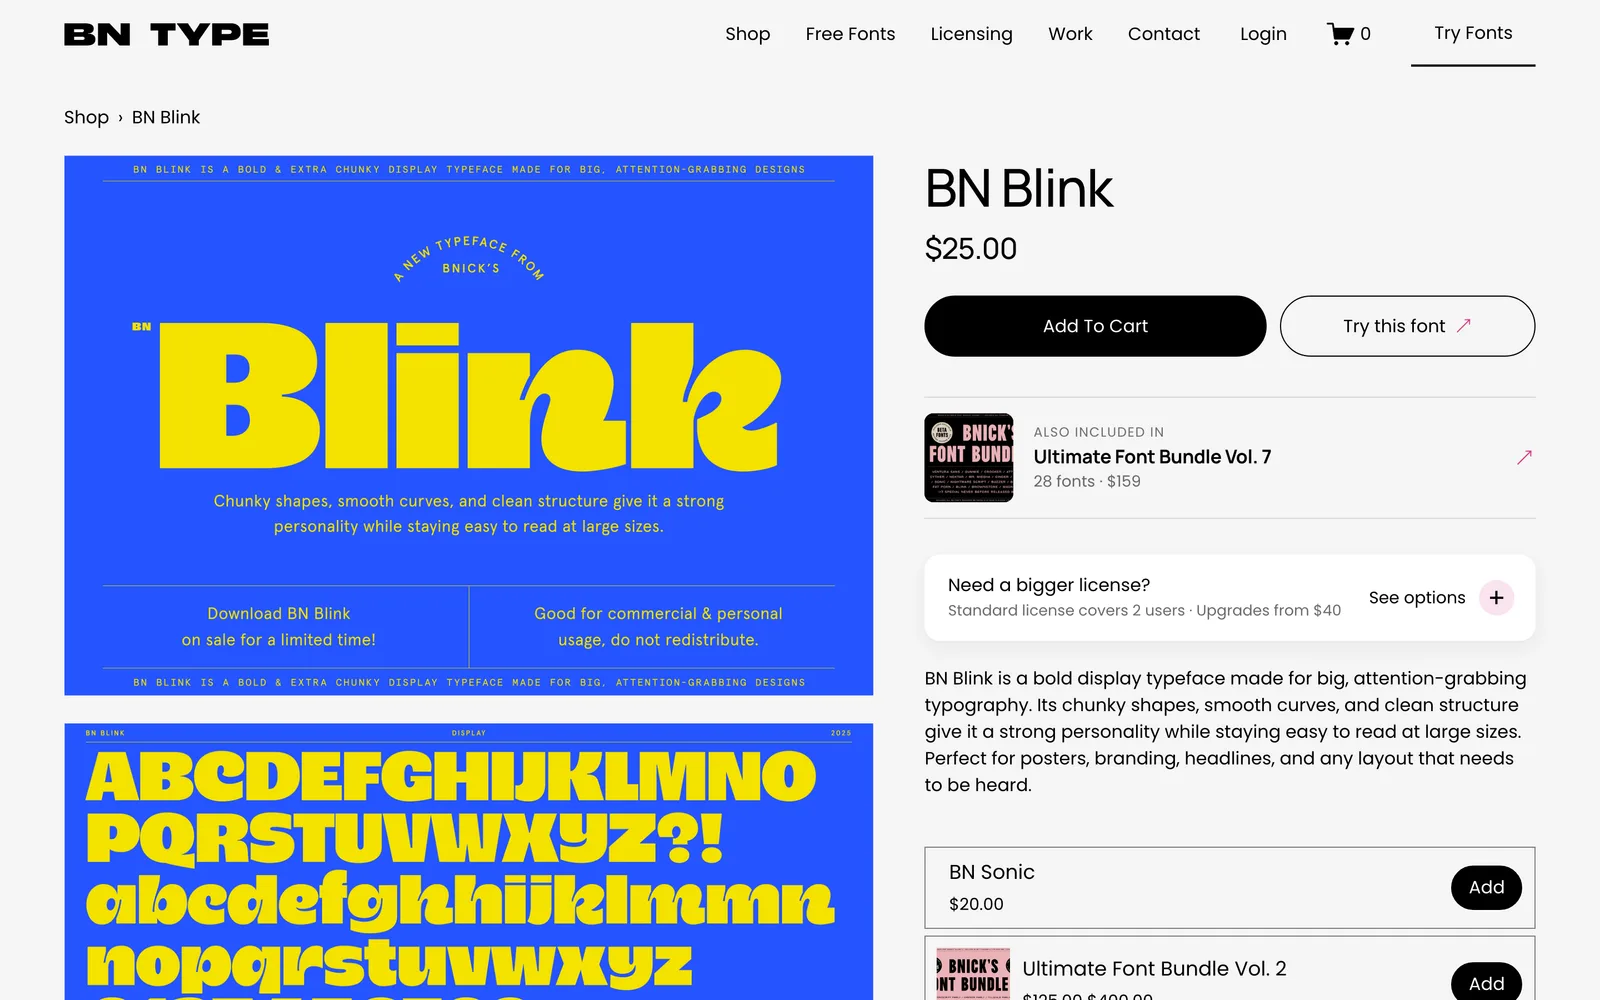 BN TYPE
Shop
Free Fonts
Licensing
Work
Contact
Login
0
Try Fonts
Shop › BN Blink
BN BLINK IS A BOLD & EXTRA CHUNKY DISPLAY TYPEFACE MADE FOR BIG, ATTENTION-GRABBING DESIGNS
A NEW TYPEFACE FROM
BNICK'S
BN
Blink
Chunky shapes, smooth curves, and clean structure give it a strong
personality while staying easy to read at large sizes.
Download BN Blink
on sale for a limited time!
Good for commercial & personal
usage, do not redistribute.
BN BLINK IS A BOLD & EXTRA CHUNKY DISPLAY TYPEFACE MADE FOR BIG, ATTENTION-GRABBING DESIGNS
BN BLINK
DISPLAY
2025
ABCDEFGHIJKLMNO
PQRSTUVWXYZ?!
abcdefghhijklmmn
nopqrstuvwxyz
BN Blink
$25.00
Add To Cart
Try this font
BNICK'S
FONT BUND
ALSO INCLUDED IN
Ultimate Font Bundle Vol. 7
28 fonts · $159
Need a bigger license?
Standard license covers 2 users · Upgrades from $40
See options
BN Blink is a bold display typeface made for big, attention-grabbing
typography. Its chunky shapes, smooth curves, and clean structure
give it a strong personality while staying easy to read at large sizes.
Perfect for posters, branding, headlines, and any layout that needs
to be heard.
BN Sonic
$20.00
Add
BNICK'S
ONT BUNDLE
Ultimate Font Bundle Vol. 2
$125.00 $400.00
Add